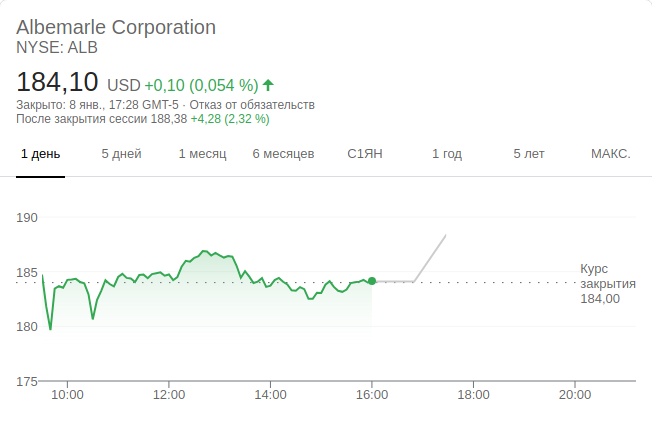 Albemarle Corporation
NYSE: ALB
184,10 USD +0,10 (0,054 %)
Закрыто: 8 янв., 17:28 GMT-5 · Отказ от обязательств
После закрытия сессии 188,38 +4,28 (2,32 %)
1 день 5 дней 1 месяц 6 месяцев С1ЯН 1 год 5 лет МАКС.
190
185
180
175
Курс
закрытия
184,00
10:00 12:00 14:00 16:00 18:00 20:00